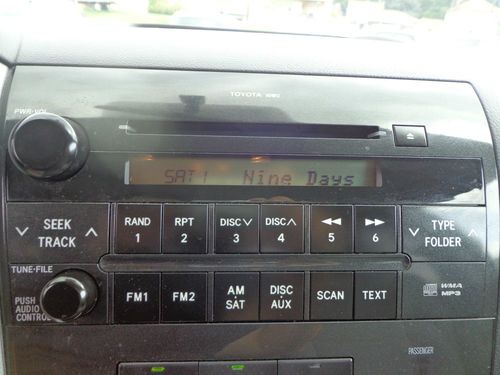 TOYOTA
PWR·VOL
SAT1 Nine Days
SEEK
TRACK
RAND
1
RPT
2
DISC
3
DISC
4
5
6
TYPE
FOLDER
TUNE·FILE
PUSH
AUDIO
CONTROL
FM1
FM2
AM
SAT
DISC
AUX
SCAN
TEXT
WMA
MP3
PASSENGER